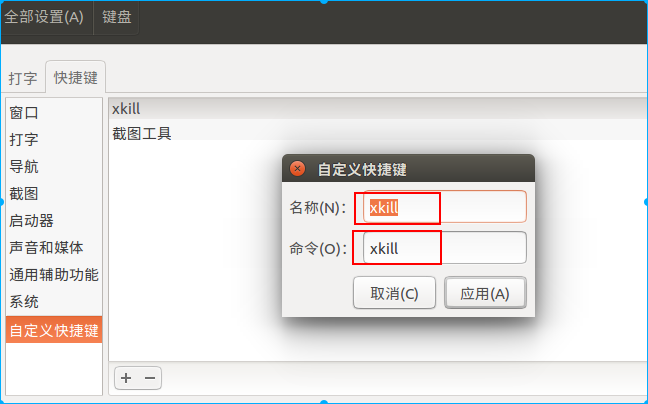 全部设置(A) 键盘
打字 快捷键
窗口
打字
导航
截图
启动器
声音和媒体
通用辅助功能
系统
自定义快捷键
xkill
截图工具
自定义快捷键
名称(N): xkill
命令(O): xkill
取消(C) 应用(A)